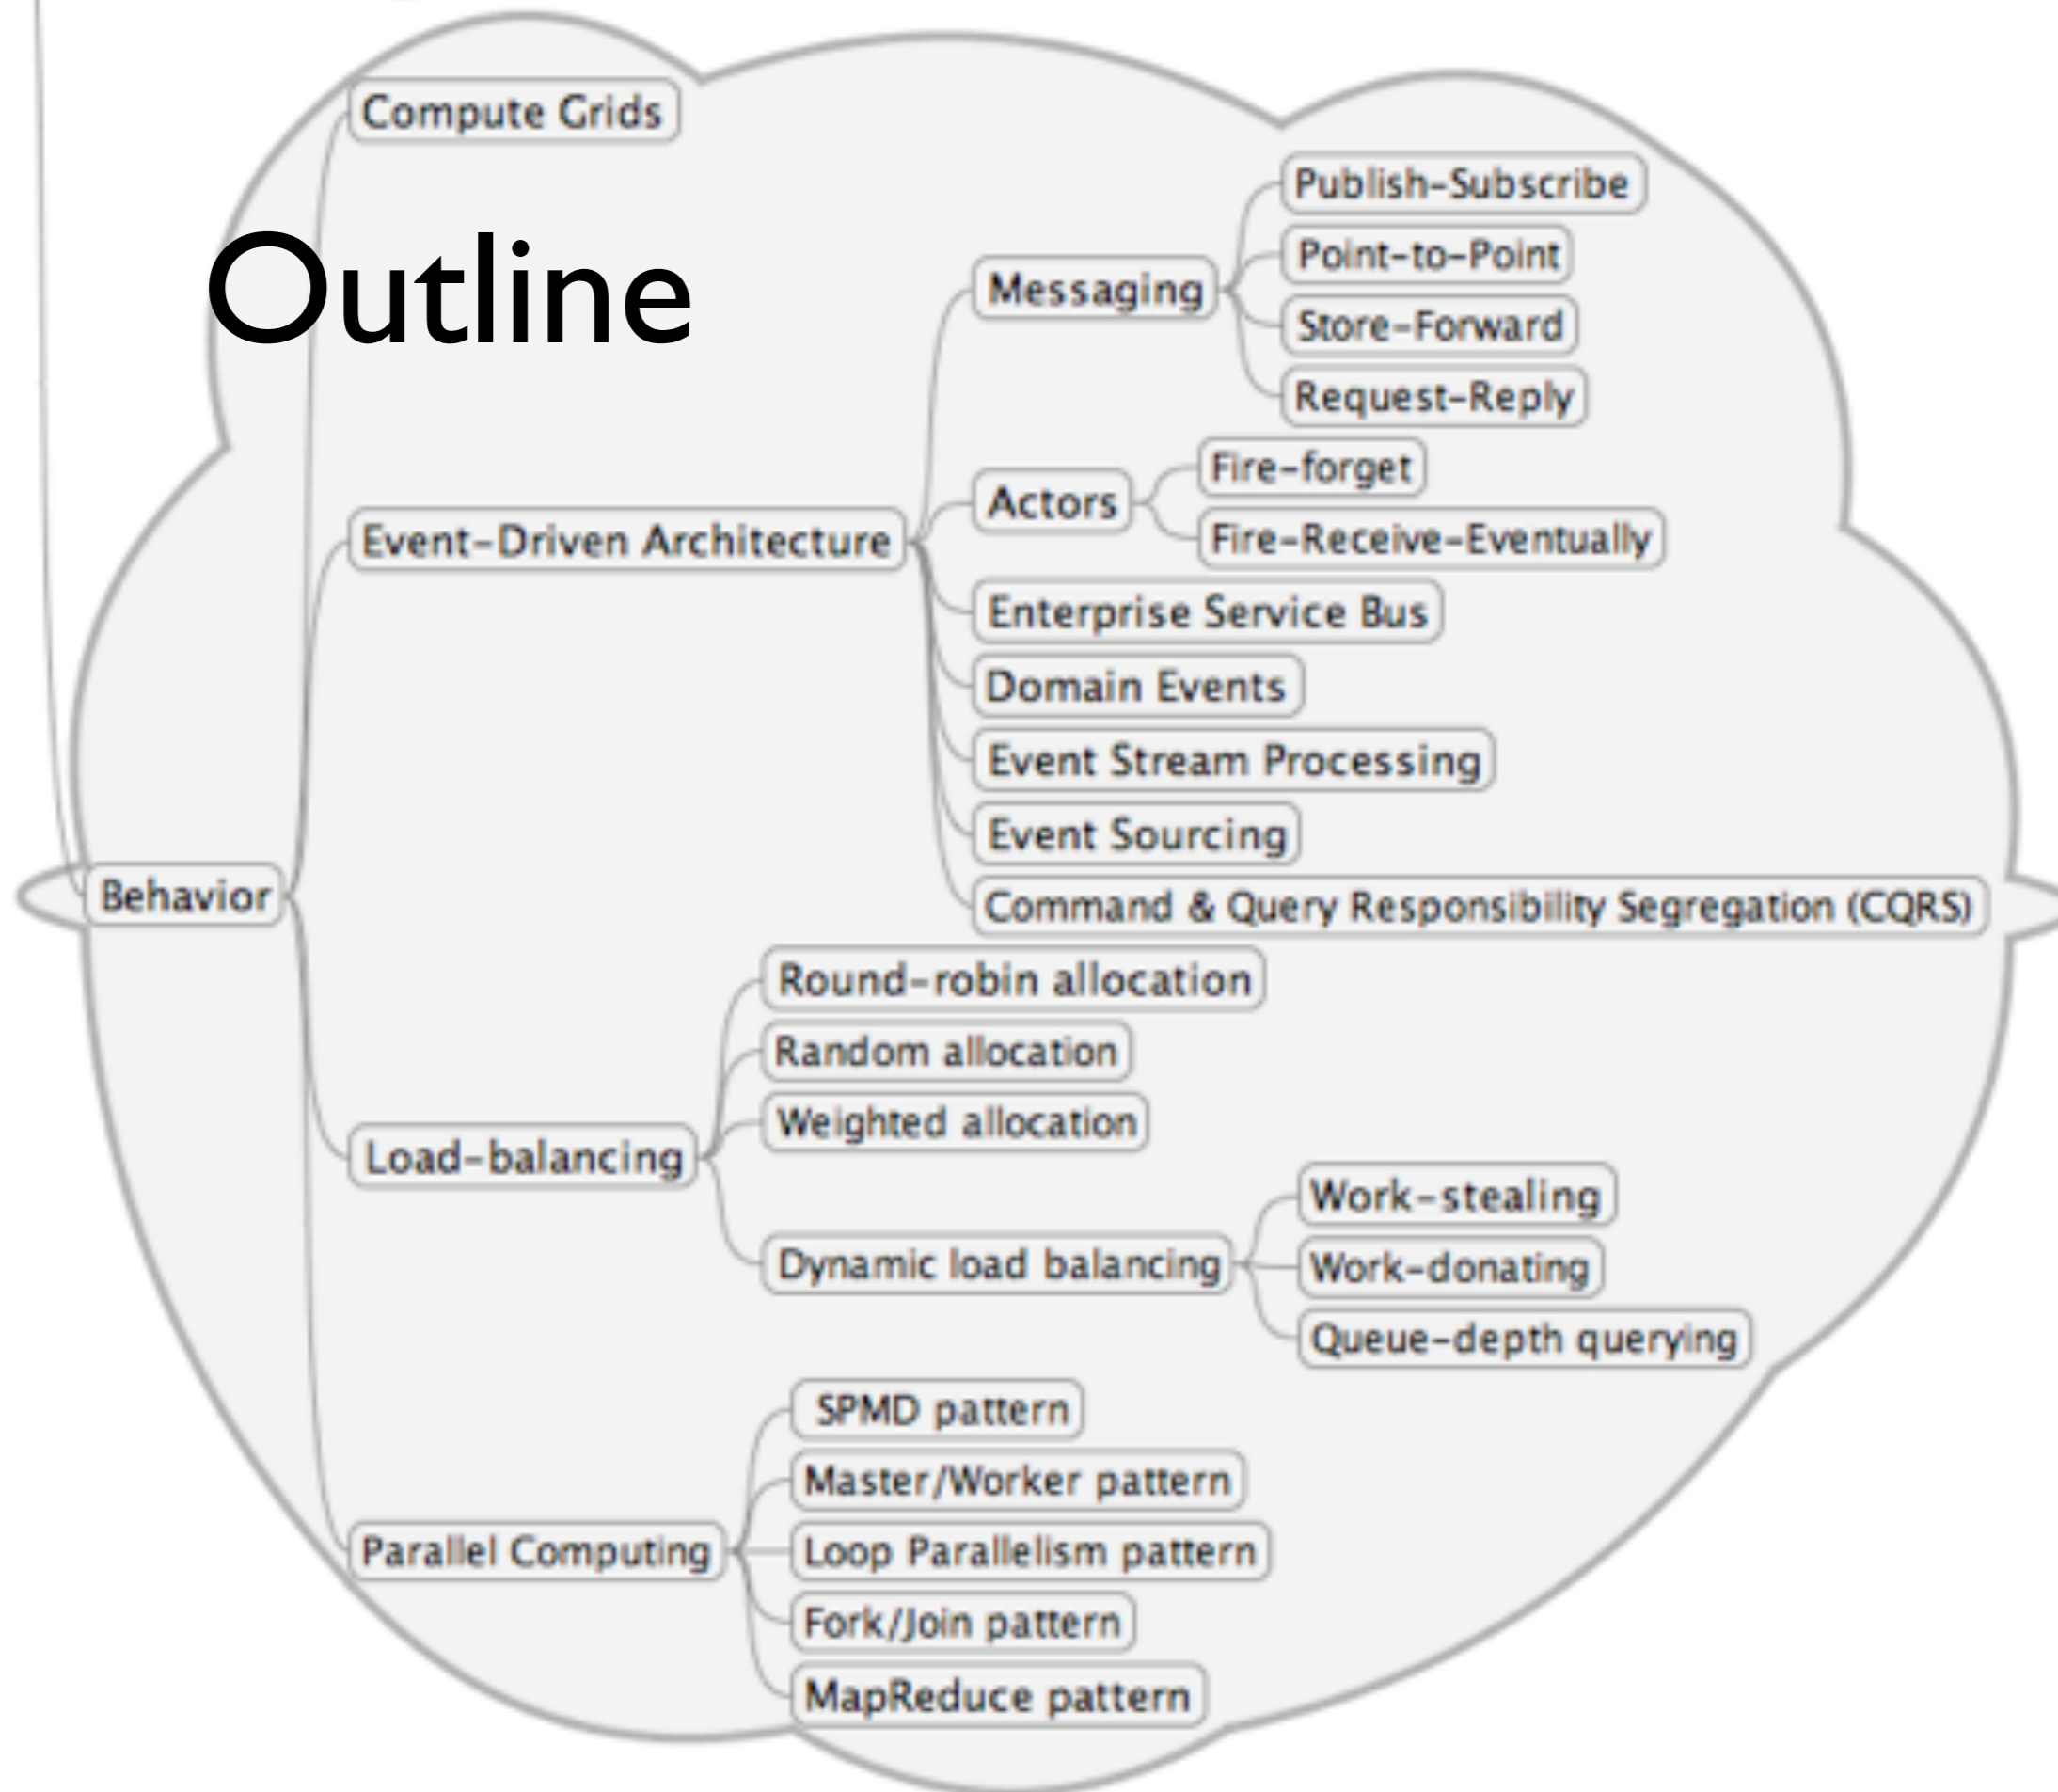 Outline
Behavior
Compute Grids
Event-Driven Architecture
Messaging
Publish-Subscribe
Point-to-Point
Store-Forward
Request-Reply
Actors
Fire-forget
Fire-Receive-Eventually
Enterprise Service Bus
Domain Events
Event Stream Processing
Event Sourcing
Command & Query Responsibility Segregation (CQRS)
Load-balancing
Round-robin allocation
Random allocation
Weighted allocation
Dynamic load balancing
Work-stealing
Work-donating
Queue-depth querying
Parallel Computing
SPMD pattern
Master/Worker pattern
Loop Parallelism pattern
Fork/Join pattern
MapReduce pattern